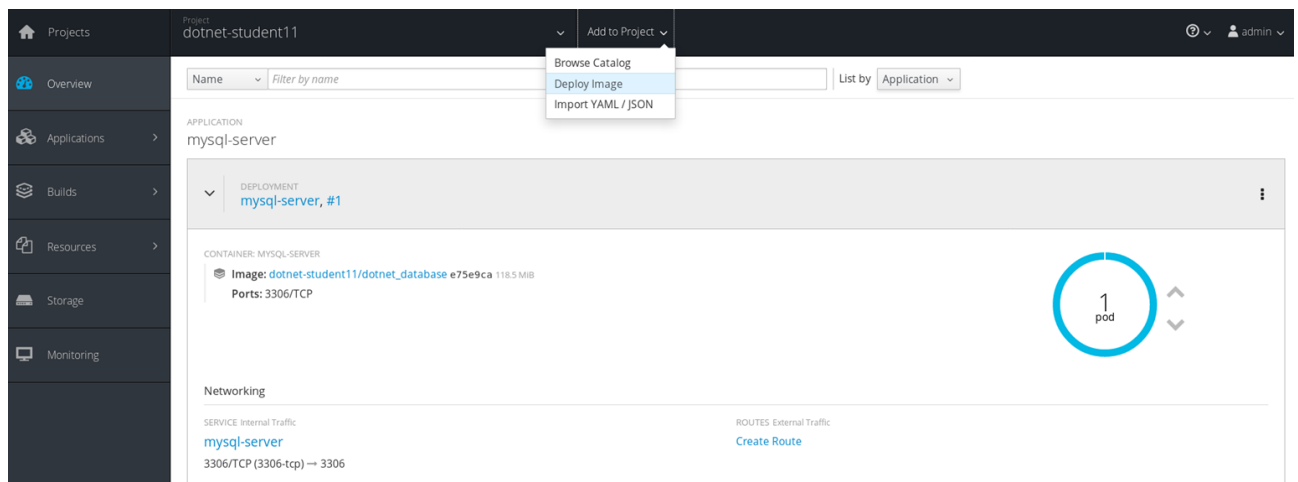 Projects
Project
dotnet-student11
Add to Project
admin
Browse Catalog
Deploy Image
Import YAML / JSON
Overview
Name
Filter by name
List by
Application
Applications
Builds
Resources
Storage
Monitoring
APPLICATION
mysql-server
DEPLOYMENT
mysql-server, #1
CONTAINER: MYSQL-SERVER
Image: dotnet-student11/dotnet_database e75e9ca 118.5 MiB
Ports: 3306/TCP
1
pod
Networking
SERVICE Internal Traffic
mysql-server
3306/TCP (3306-tcp) → 3306
ROUTES External Traffic
Create Route